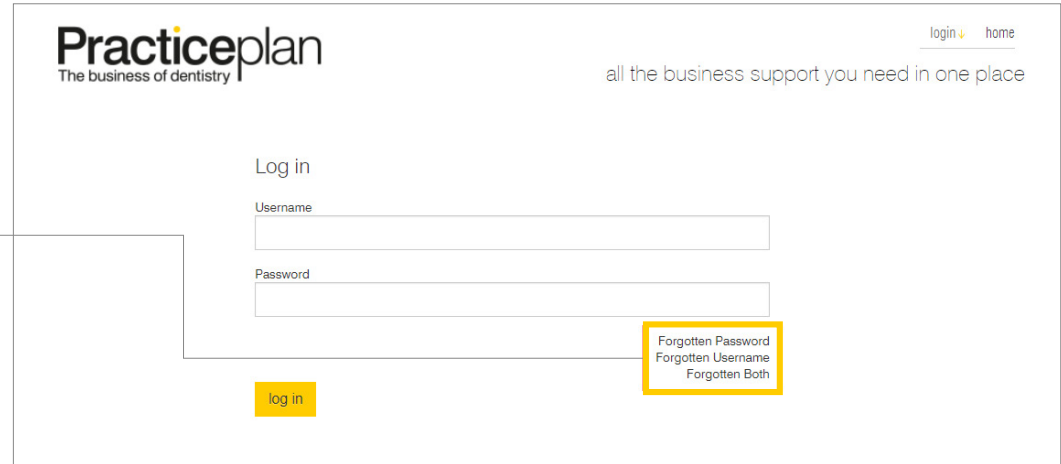 Practiceplan
The business of dentistry
login↓ home
all the business support you need in one place
Log in
Username
Password
Forgotten Password
Forgotten Username
Forgotten Both
log in